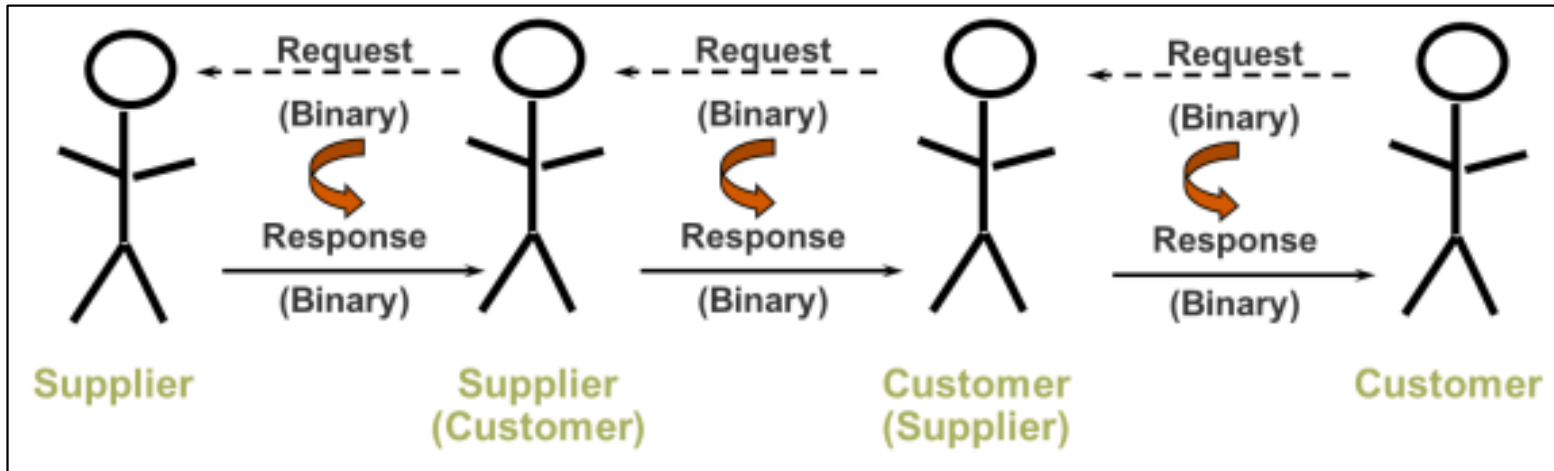 Request
Request
Request
(Binary)
(Binary)
(Binary)
Response
Response
Response
(Binary)
(Binary)
(Binary)
Supplier
Supplier
(Customer)
Customer
(Supplier)
Customer